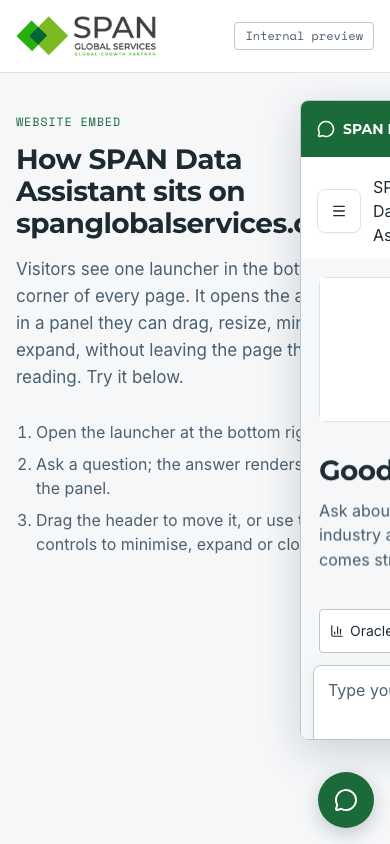 SPAN
GLOBAL SERVICES
GLOBAL GROWTH PARTNER
Internal preview
WEBSITE EMBED
How SPAN Data
Assistant sits on
spanglobalservices.c
Visitors see one launcher in the bot
corner of every page. It opens the a
in a panel they can drag, resize, min
expand, without leaving the page th
reading. Try it below.
1. Open the launcher at the bottom rig
2. Ask a question; the answer renders
the panel.
3. Drag the header to move it, or use t
controls to minimise, expand or clo
SPAN
SP
Da
As
Good
Ask abou
industry a
comes str
Oracle
Type you